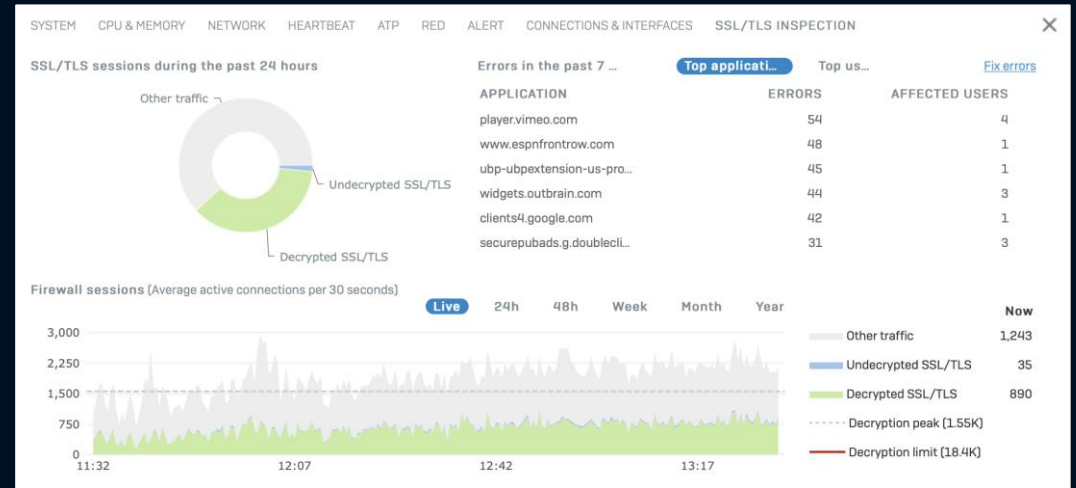 SYSTEM CPU & MEMORY NETWORK HEARTBEAT ATP RED ALERT CONNECTIONS & INTERFACES SSL/TLS INSPECTION
SSL/TLS sessions during the past 24 hours
Other traffic
Undecrypted SSL/TLS
Decrypted SSL/TLS
Errors in the past 7 ... Top applicati... Top us... Fix errors
APPLICATION ERRORS AFFECTED USERS
player.vimeo.com 54 4
www.espnfrontrow.com 48 1
ubp-ubpextension-us-pro... 45 1
widgets.outbrain.com 44 3
clients4.google.com 42 1
securepubads.g.doublecli... 31 3
Firewall sessions (Average active connections per 30 seconds)
Live 24h 48h Week Month Year
3,000
2,250
1,500
750
0
11:32 12:07 12:42 13:17
Now
Other traffic 1,243
Undecrypted SSL/TLS 35
Decrypted SSL/TLS 890
Decryption peak (1.55K)
Decryption limit (18.4K)